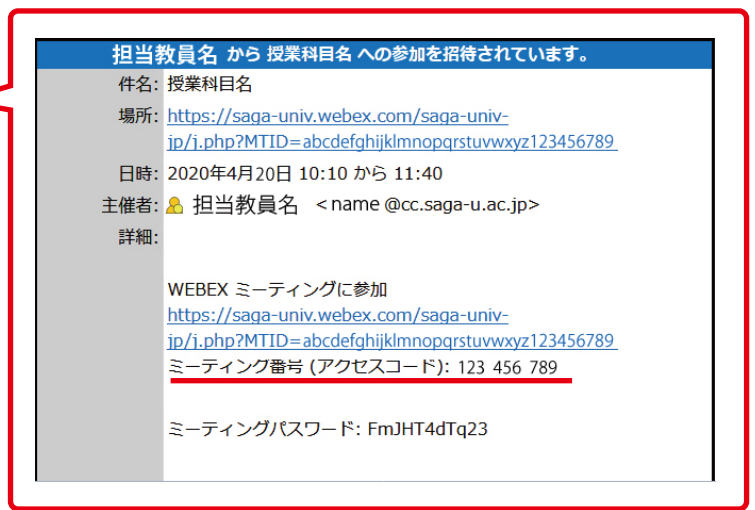 担当教員名 から 授業科目名 への参加を招待されています。
件名: 授業科目名
場所: https://saga-univ.webex.com/saga-univ-
jp/j.php?MTID=abcdefghijklmnopqrstuvwxyz123456789
日時: 2020年4月20日 10:10 から 11:40
主催者: 担当教員名 <name @cc.saga-u.ac.jp>
詳細:
WEBEX ミーティングに参加
https://saga-univ.webex.com/saga-univ-
jp/j.php?MTID=abcdefghijklmnopqrstuvwxyz123456789
ミーティング番号 (アクセスコード): 123 456 789
ミーティングパスワード: FmJHT4dTq23